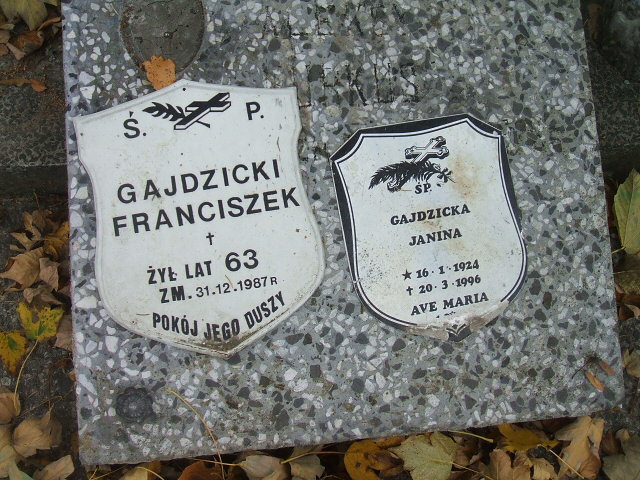 Ś. P.
GAJDZICKI
FRANCISZEK
†
ŻYŁ LAT 63
ZM. 31.12.1987 R
POKÓJ JEGO DUSZY
ŚP.
GAJDZICKA
JANINA
★ 16·1·1924
† 20·3·1996
AVE MARIA